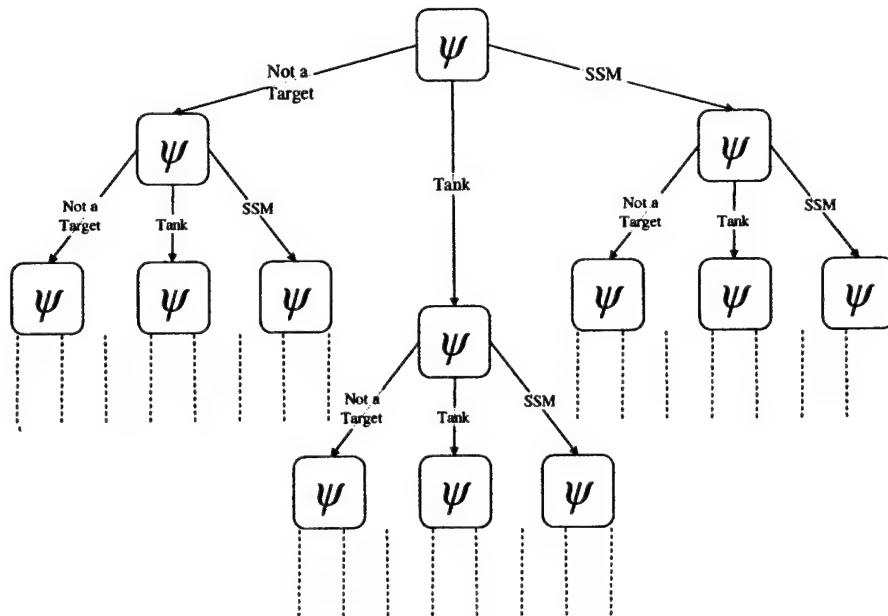 ψ
Not a
Target
SSM
ψ
ψ
Tank
Not a
Target
Tank
SSM
Not a
Target
Tank
SSM
ψ
ψ
ψ
ψ
ψ
ψ
ψ
Not a
Target
Tank
SSM
ψ
ψ
ψ